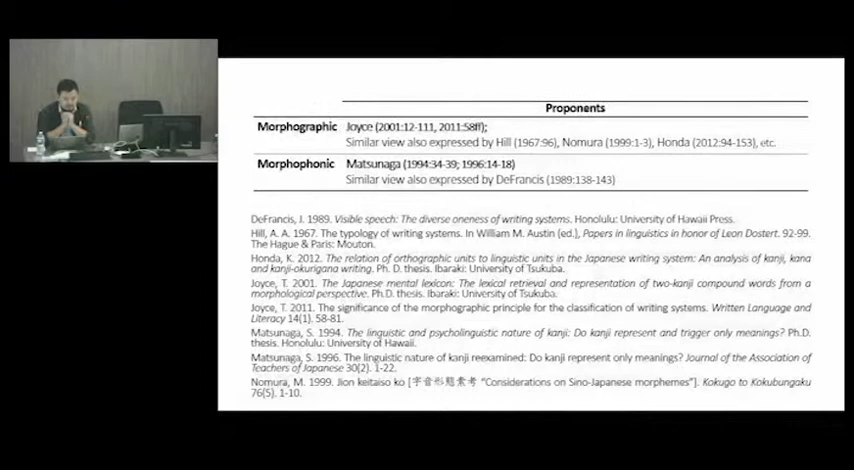 Proponents
Morphographic Joyce (2001:12-111, 2011:58ff);
Similar view also expressed by Hill (1967:96), Nomura (1999:1-3), Honda (2012:94-153), etc.
Morphophonic Matsunaga (1994:34-39; 1996:14-18)
Similar view also expressed by DeFrancis (1989:138-143)
DeFrancis, J. 1989. Visible speech: The diverse oneness of writing systems. Honolulu: University of Hawaii Press.
Hill, A. A. 1967. The typology of writing systems. In William M. Austin (ed.), Papers in linguistics in honor of Leon Dostert. 92-99.
The Hague & Paris: Mouton.
Honda, K. 2012. The relation of orthographic units to linguistic units in the Japanese writing system: An analysis of kanji, kana
and kanji-okurigana writing. Ph. D. thesis. Ibaraki: University of Tsukuba.
Joyce, T. 2001. The Japanese mental lexicon: The lexical retrieval and representation of two-kanji compound words from a
morphological perspective. Ph.D. thesis. Ibaraki: University of Tsukuba.
Joyce, T. 2011. The significance of the morphographic principle for the classification of writing systems. Written Language and
Literacy 14(1). 58-81.
Matsunaga, S. 1994. The linguistic and psycholinguistic nature of kanji: Do kanji represent and trigger only meanings? Ph.D.
thesis. Honolulu: University of Hawaii.
Matsunaga, S. 1996. The linguistic nature of kanji reexamined: Do kanji represent only meanings? Journal of the Association of
Teachers of Japanese 30(2). 1-22.
Nomura, M. 1999. Jion keitaiso ko [字音形態素考 “Considerations on Sino-Japanese morphemes”]. Kokugo to Kokubungaku
76(5). 1-10.